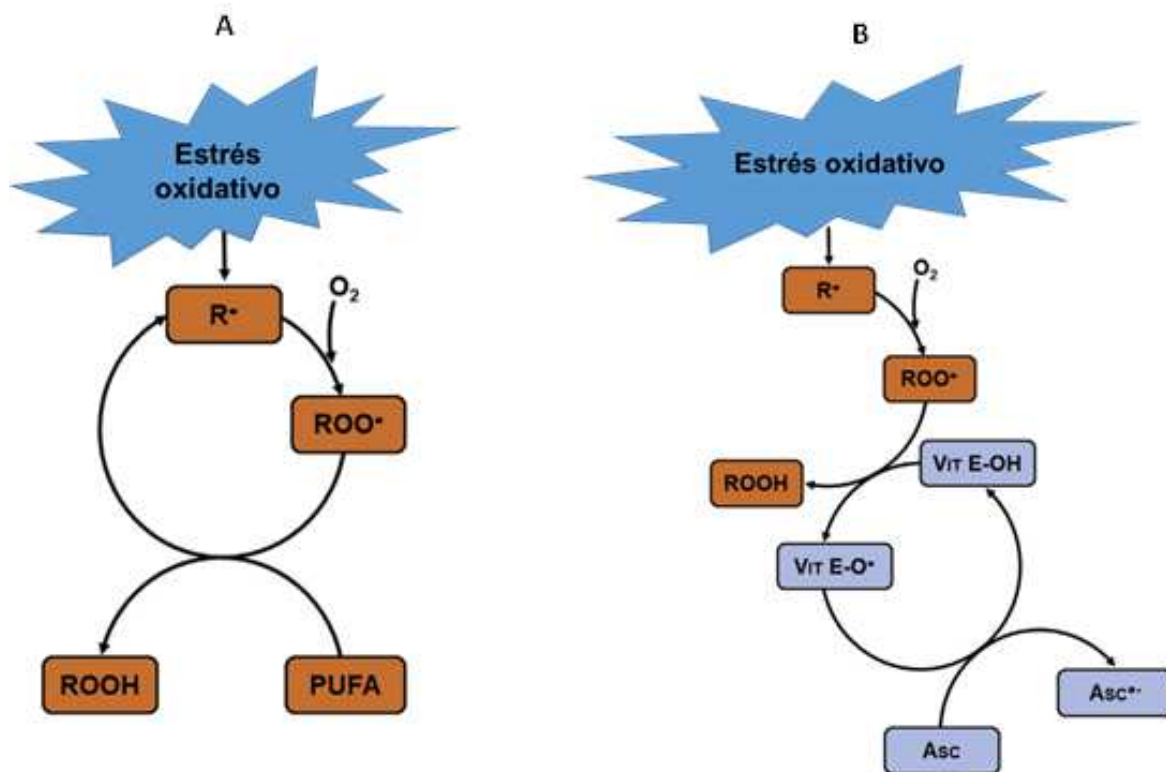 A
Estrés
oxidativo
R•
O₂
ROO•
ROOH
PUFA
B
Estrés oxidativo
R•
O₂
ROO•
VIT E-OH
ROOH
VIT E-O•
ASC•-
ASC